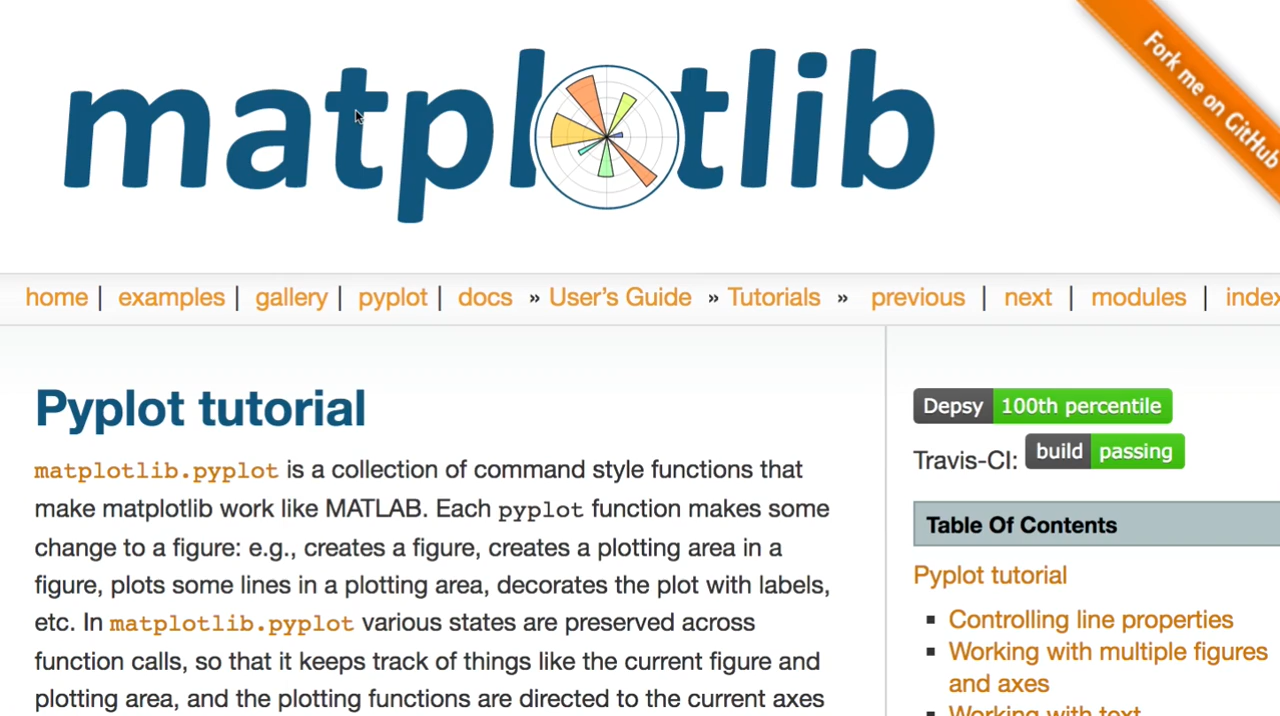 matplotlib
Fork me on GitHub
home | examples | gallery | pyplot | docs » User's Guide » Tutorials » previous | next | modules | index
Pyplot tutorial
matplotlib.pyplot is a collection of command style functions that
make matplotlib work like MATLAB. Each pyplot function makes some
change to a figure: e.g., creates a figure, creates a plotting area in a
figure, plots some lines in a plotting area, decorates the plot with labels,
etc. In matplotlib.pyplot various states are preserved across
function calls, so that it keeps track of things like the current figure and
plotting area, and the plotting functions are directed to the current axes
Depsy 100th percentile
Travis-CI: build passing
Table Of Contents
Pyplot tutorial
▪ Controlling line properties
▪ Working with multiple figures
and axes
▪ Working with text